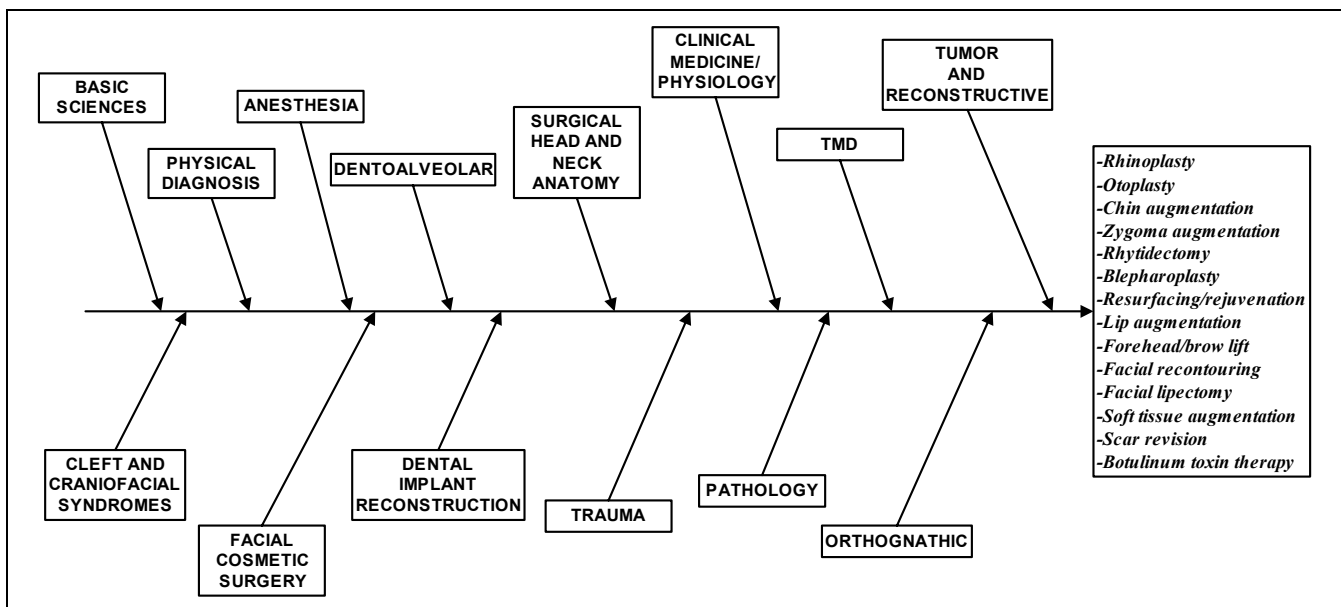 BASIC
SCIENCES
PHYSICAL
DIAGNOSIS
ANESTHESIA
DENTOALVEOLAR
SURGICAL
HEAD AND
NECK
ANATOMY
CLINICAL
MEDICINE/
PHYSIOLOGY
TMD
TUMOR
AND
RECONSTRUCTIVE
-Rhinoplasty
-Otoplasty
-Chin augmentation
-Zygoma augmentation
-Rhytidectomy
-Blepharoplasty
-Resurfacing/rejuvenation
-Lip augmentation
-Forehead/brow lift
-Facial recontouring
-Facial lipectomy
-Soft tissue augmentation
-Scar revision
-Botulinum toxin therapy
CLEFT AND
CRANIOFACIAL
SYNDROMES
FACIAL
COSMETIC
SURGERY
DENTAL
IMPLANT
RECONSTRUCTION
TRAUMA
PATHOLOGY
ORTHOGNATHIC